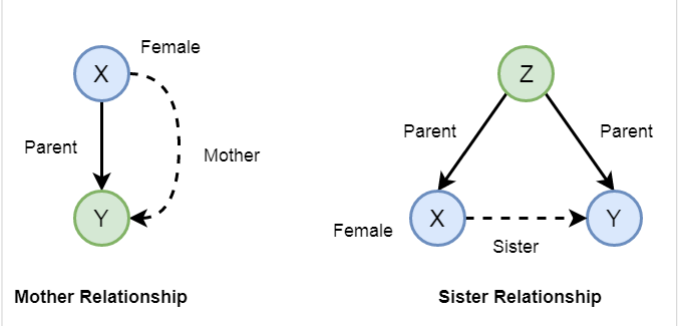 Female
X
Parent
Mother
Y
Mother Relationship
Z
Parent
Parent
Female
X
Sister
Y
Sister Relationship